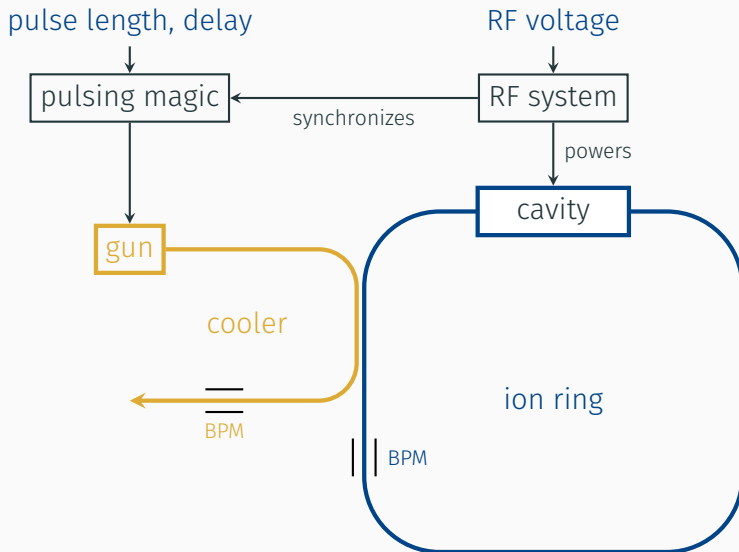 pulse length, delay
RF voltage
pulsing magic
RF system
synchronizes
powers
cavity
gun
cooler
ion ring
BPM
BPM